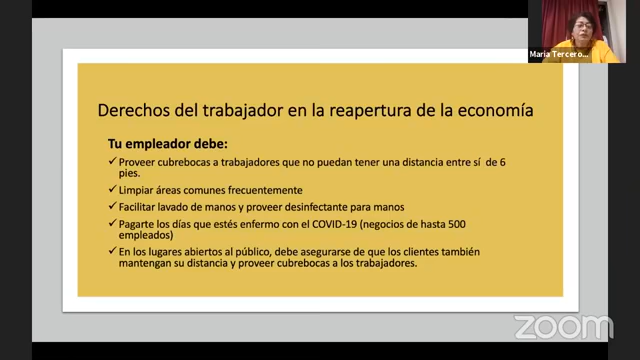 Maria Tercero...
Derechos del trabajador en la reapertura de la economía
Tu empleador debe:
✓Proveer cubrebocas a trabajadores que no puedan tener una distancia entre sí de 6
pies.
✓Limpiar áreas comunes frecuentemente
✓Facilitar lavado de manos y proveer desinfectante para manos
✓Pagarte los días que estés enfermo con el COVID-19 (negocios de hasta 500
empleados)
✓En los lugares abiertos al público, debe asegurarse de que los clientes también
mantengan su distancia y proveer cubrebocas a los trabajadores.
zoom